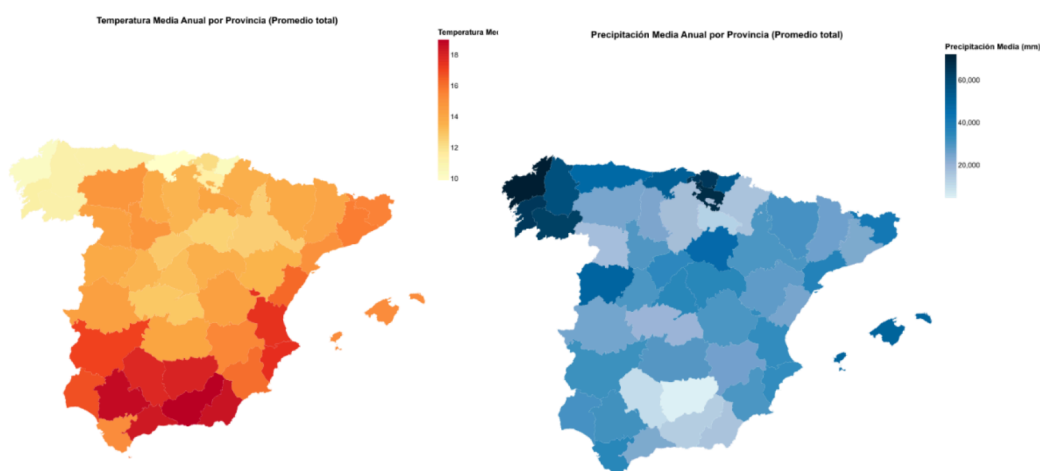 Temperatura Media Anual por Provincia (Promedio total)
Temperatura Me
18
16
14
12
10
Precipitación Media Anual por Provincia (Promedio total)
Precipitación Media (mm)
60,000
40,000
20,000